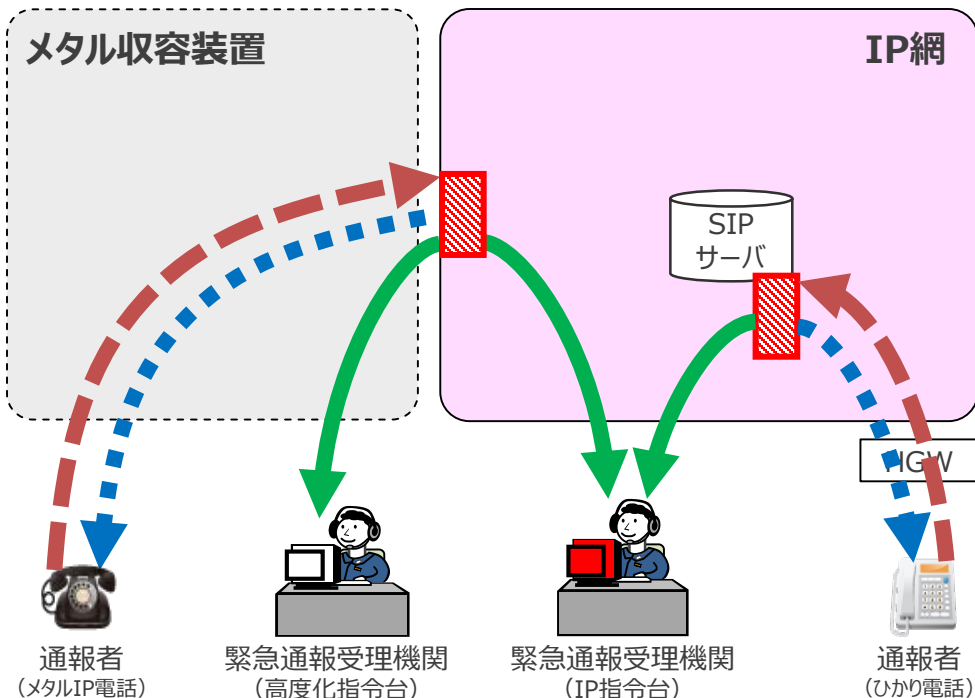 メタル収容装置
IP網
SIP
サーバ
HGW
通報者
(メタルIP電話)
緊急通報受理機関
(高度化指令台)
緊急通報受理機関
(IP指令台)
通報者
(ひかり電話)